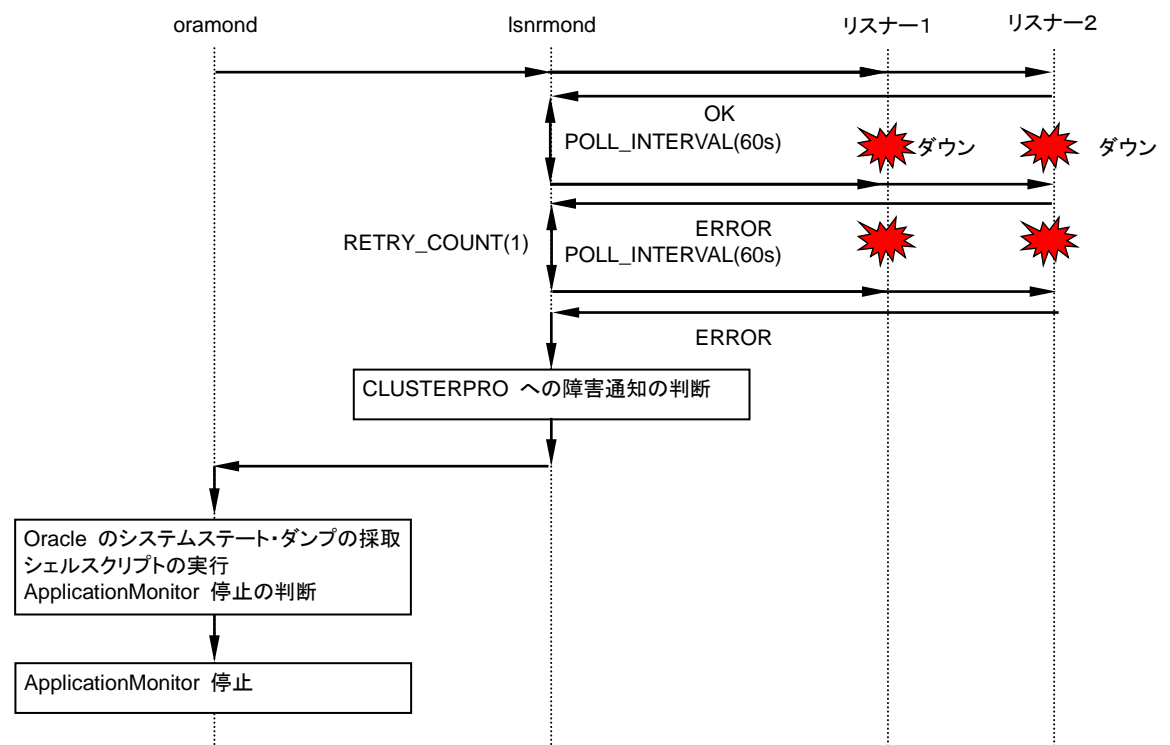 oramond
lsnrmond
リスナー1
リスナー2
OK
POLL_INTERVAL(60s)
ダウン
ダウン
RETRY_COUNT(1)
ERROR
POLL_INTERVAL(60s)
ERROR
CLUSTERPRO への障害通知の判断
Oracle のシステムステート・ダンプの採取
シェルスクリプトの実行
ApplicationMonitor 停止の判断
ApplicationMonitor 停止